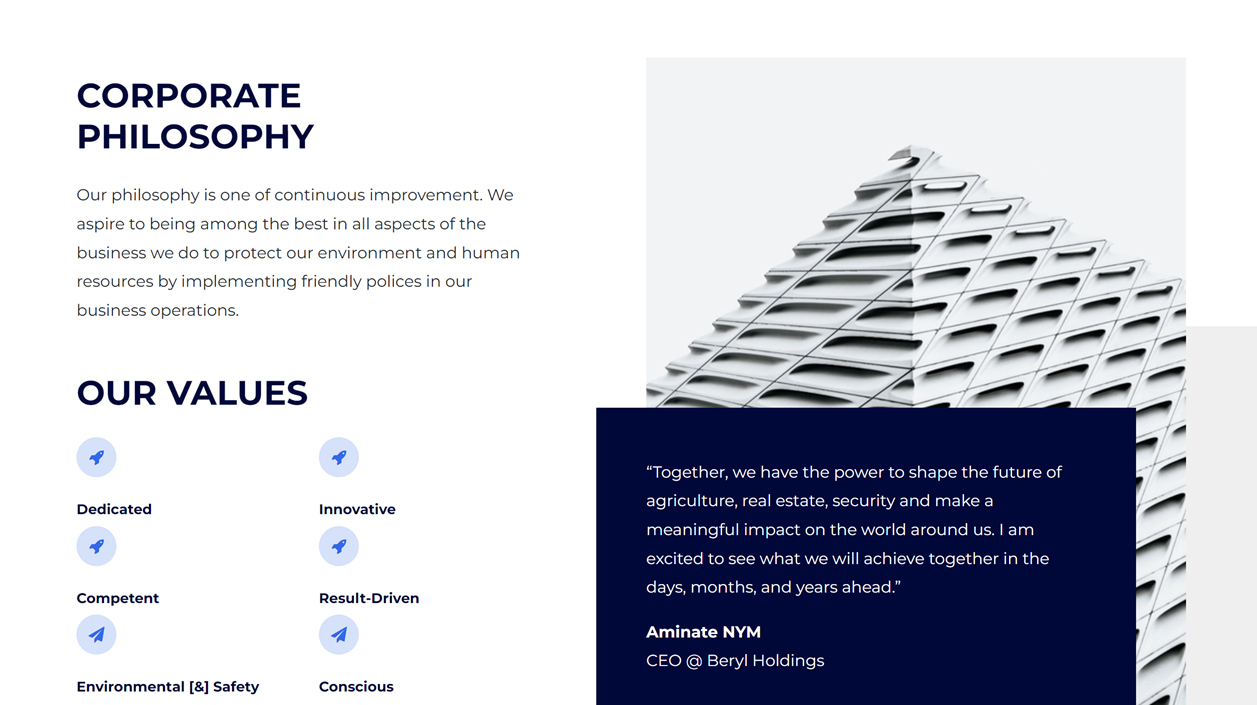 CORPORATE
PHILOSOPHY
Our philosophy is one of continuous improvement. We
aspire to being among the best in all aspects of the
business we do to protect our environment and human
resources by implementing friendly polices in our
business operations.
OUR VALUES
Dedicated
Innovative
Competent
Result-Driven
Environmental [&] Safety
Conscious
“Together, we have the power to shape the future of
agriculture, real estate, security and make a
meaningful impact on the world around us. I am
excited to see what we will achieve together in the
days, months, and years ahead.”
Aminate NYM
CEO @ Beryl Holdings